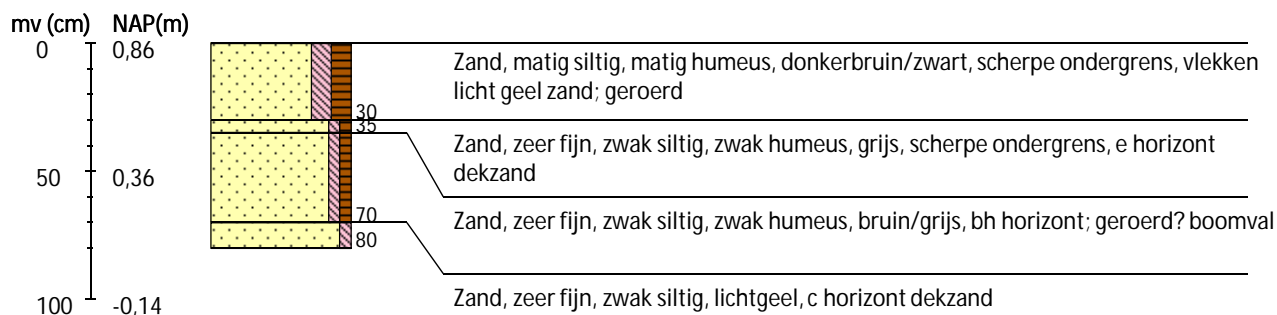 mv (cm) NAP(m)
0 0,86
Zand, matig siltig, matig humeus, donkerbruin/zwart, scherpe ondergrens, vlekken
licht geel zand; geroerd
30
35
Zand, zeer fijn, zwak siltig, zwak humeus, grijs, scherpe ondergrens, e horizont
dekzand
50 0,36
70
Zand, zeer fijn, zwak siltig, zwak humeus, bruin/grijs, bh horizont; geroerd? boomval
80
100 -0,14
Zand, zeer fijn, zwak siltig, lichtgeel, c horizont dekzand